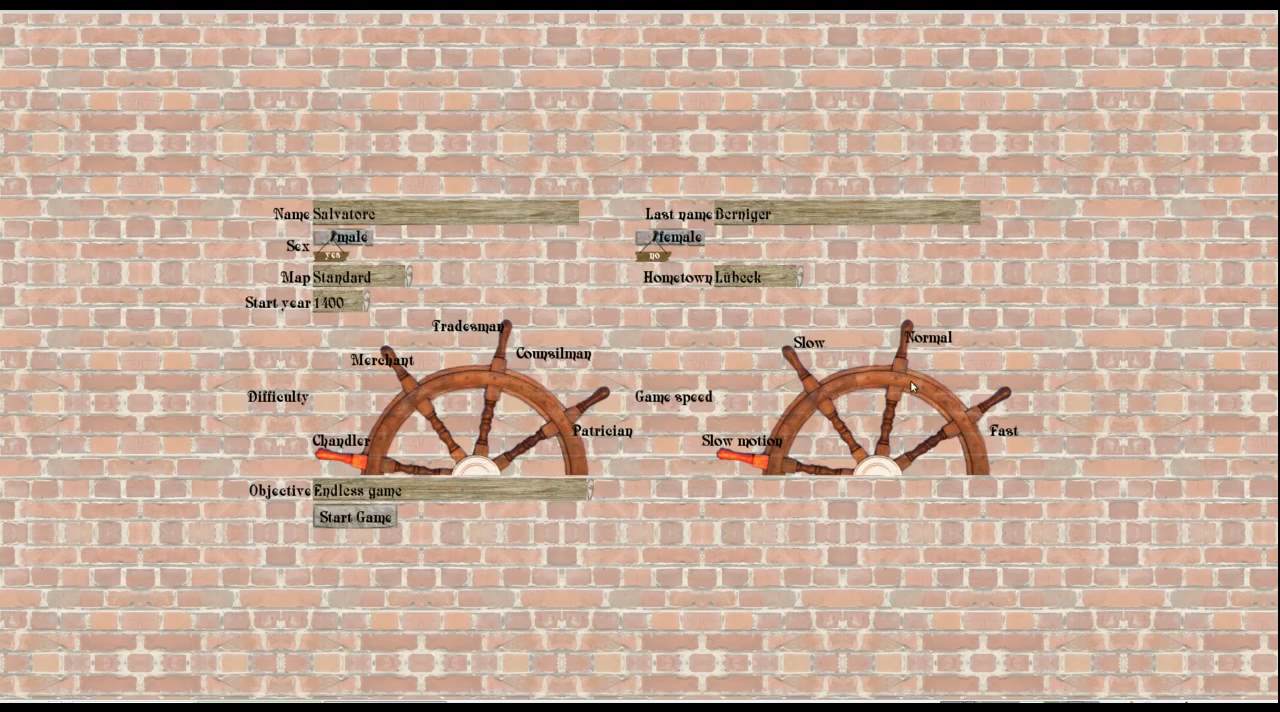 Name Salvatore Last name Berniger
Sex male female
yes no
Map Standard Hometown Lübeck
Start year 1400
Tradesman
Merchant Counsilman Slow Normal
Difficulty Game speed
Chandler Patrician Slow motion Fast
Objective Endless game
Start Game